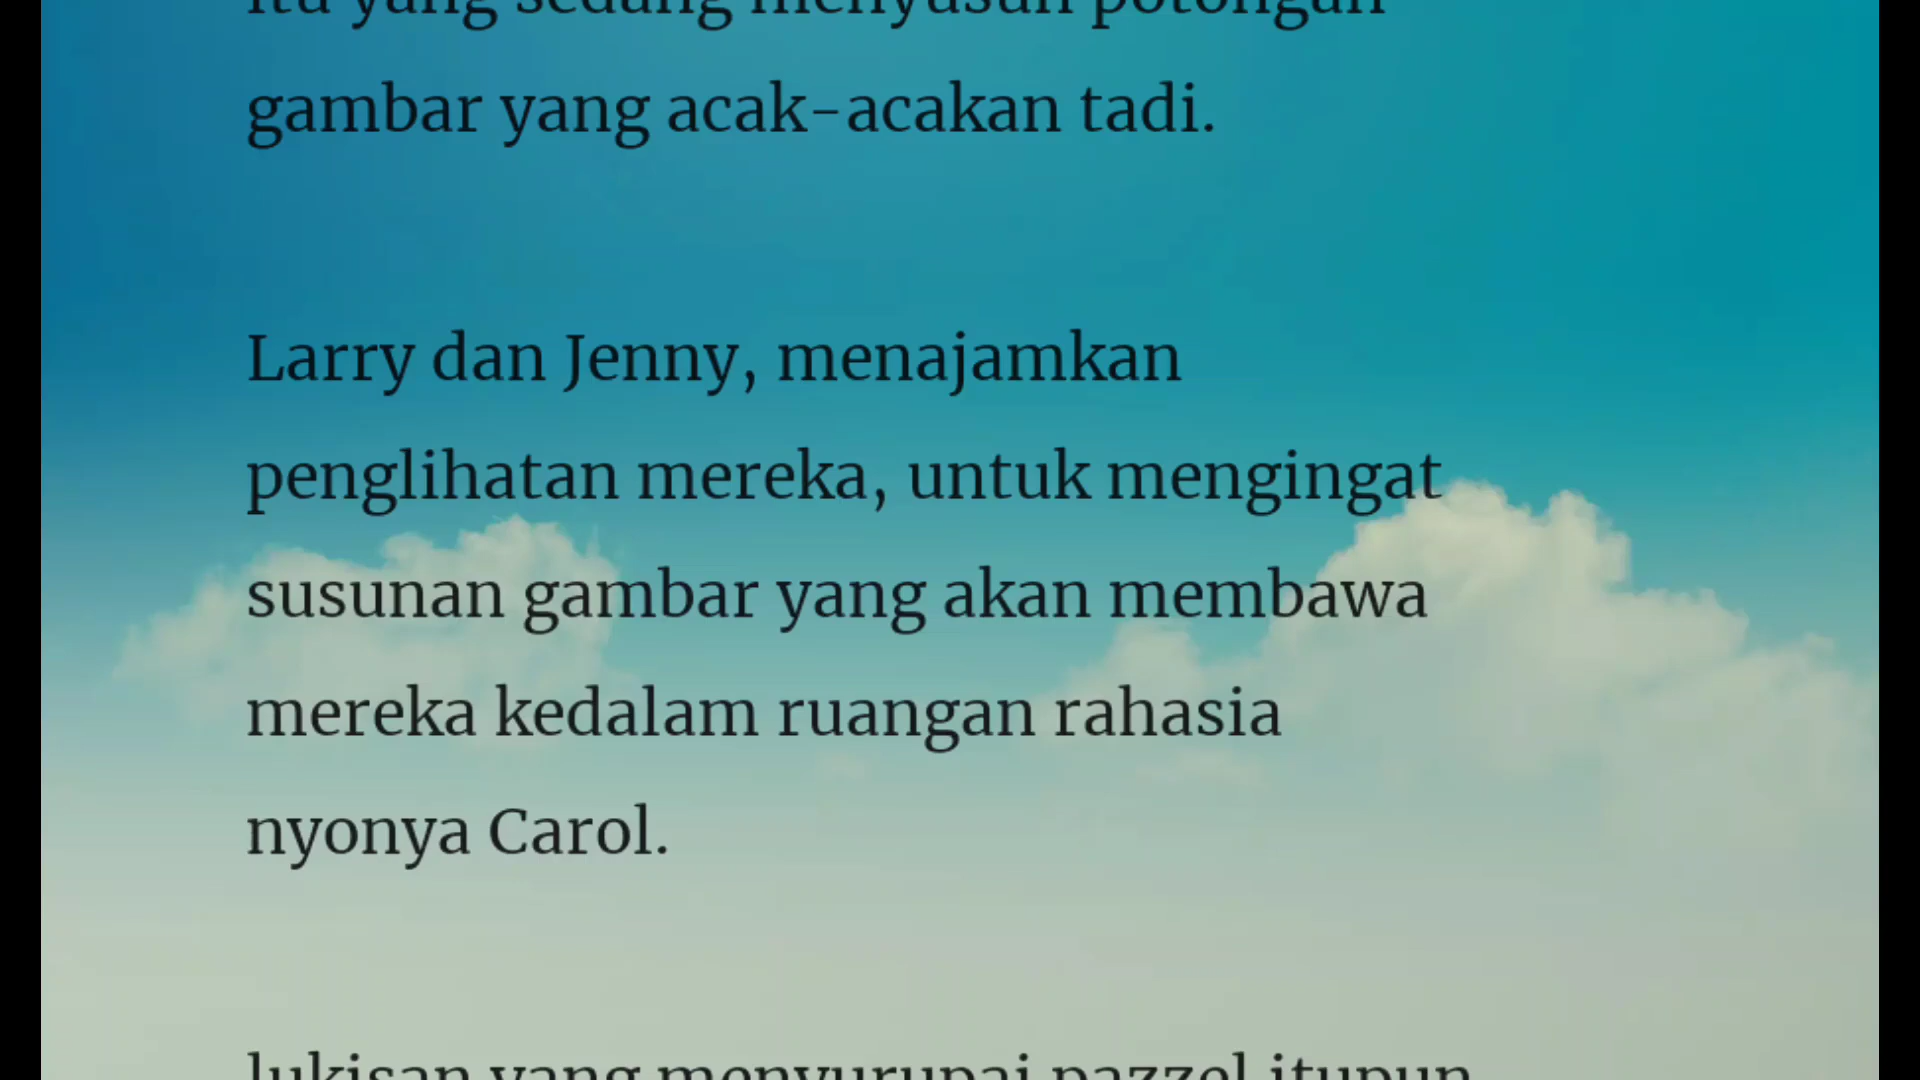 itu yang sedang menyusun potongan
gambar yang acak-acakan tadi.
Larry dan Jenny, menajamkan
penglihatan mereka, untuk mengingat
susunan gambar yang akan membawa
mereka kedalam ruangan rahasia
nyonya Carol.
lukisan yang menyurupai pazzel itupun